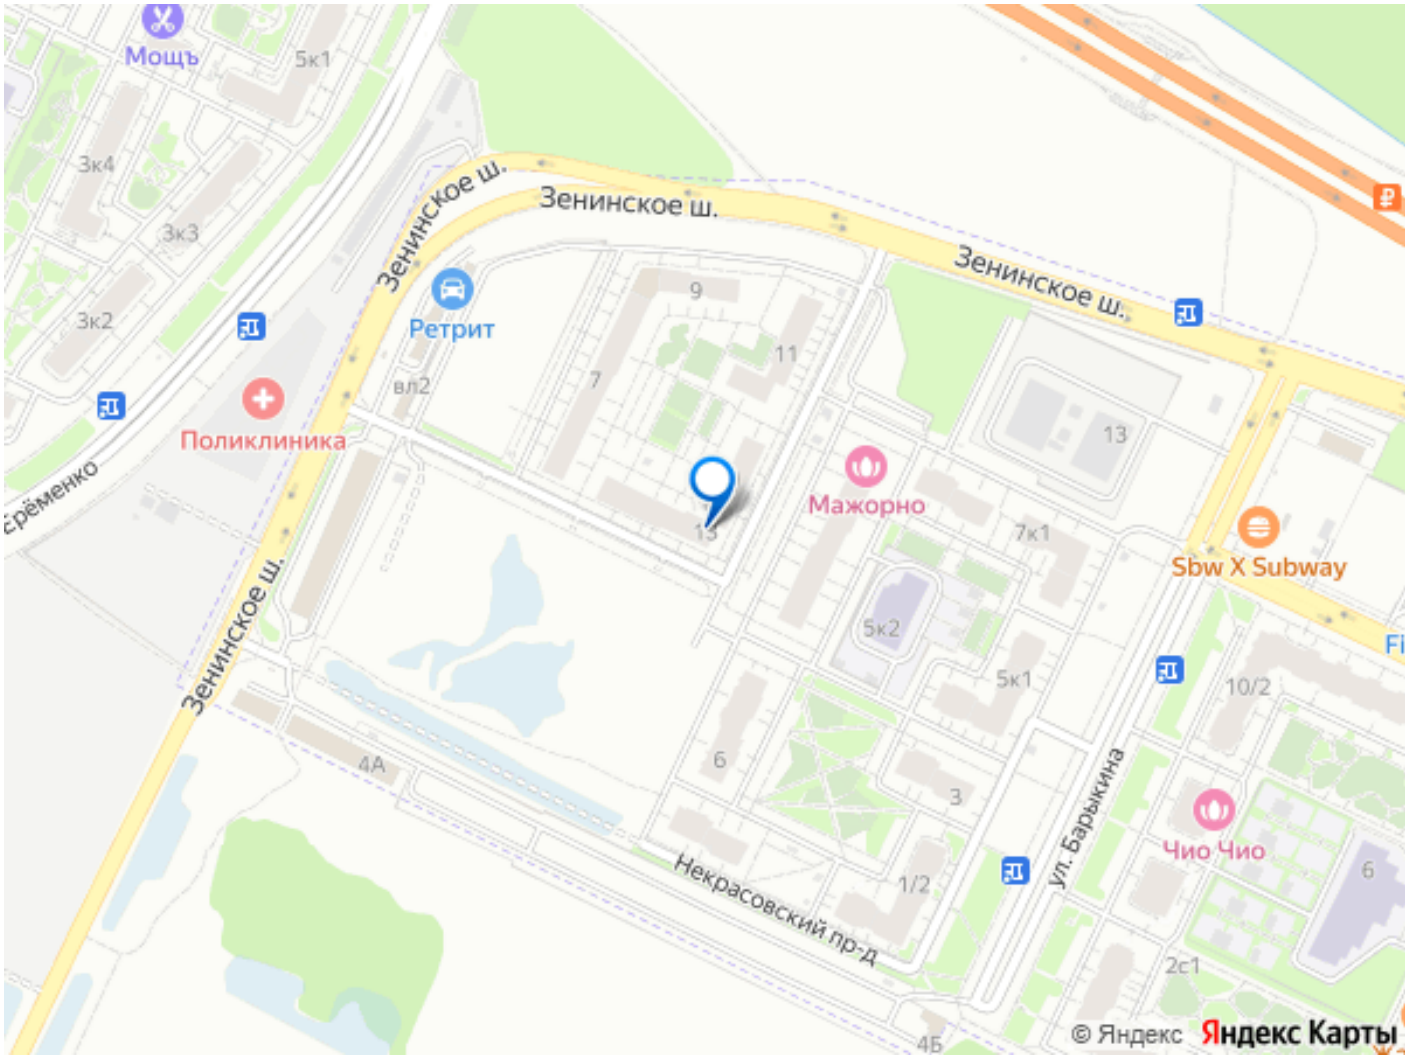 Мощъ
5к1
3к4
3к3
3к2
Зенинское ш.
Зенинское ш.
Зенинское ш.
₽
Ретрит
9
11
7
вл2
Поликлиника
Ерёменко
13
Мажорно
13
7к1
Sbw X Subway
Fi
5к2
5к1
10/2
Зенинское ш.
4А
6
3
ул. Барыкина
Чио Чио
6
Некрасовский пр-д
1/2
2с1
4Б
© Яндекс Яндекс Карты